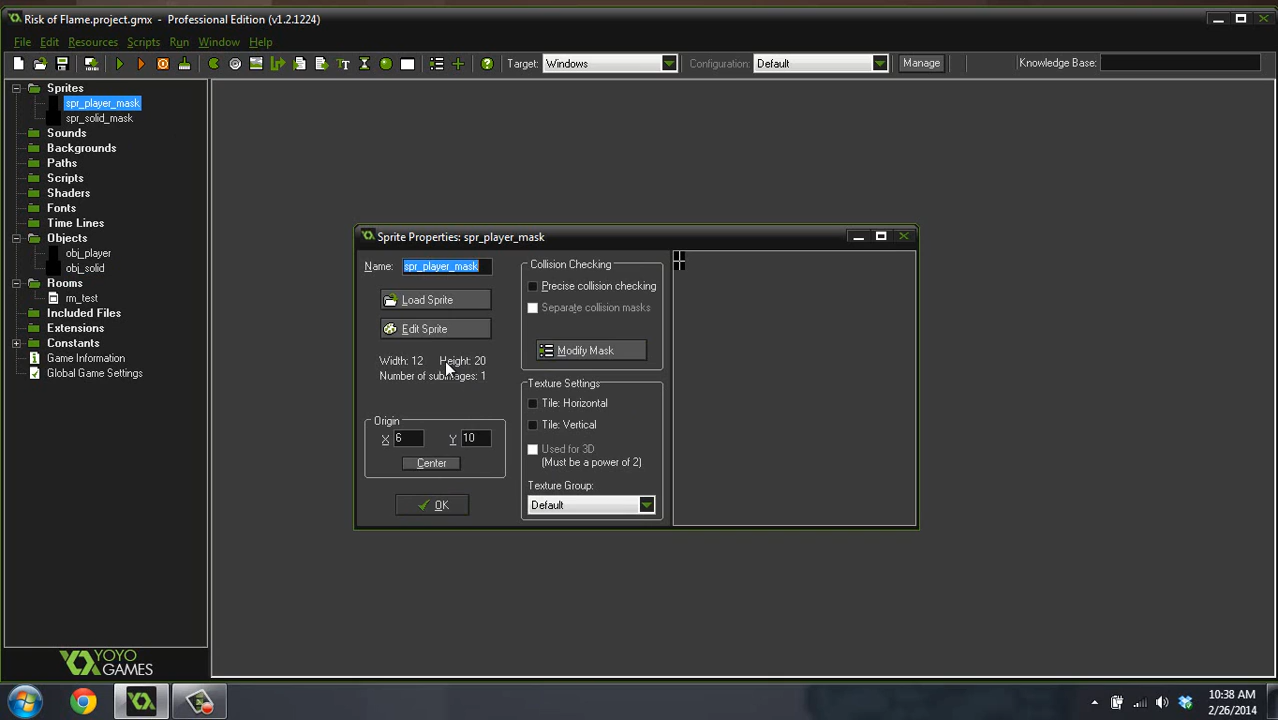 Risk of Flame.project.gmx - Professional Edition (v1.2.1224)
File Edit Resources Scripts Run Window Help
Target: Windows Configuration: Default Manage Knowledge Base:
Sprites
spr_player_mask
spr_solid_mask
Sounds
Backgrounds
Paths
Scripts
Shaders
Fonts
Time Lines
Objects
obj_player
obj_solid
Rooms
rm_test
Included Files
Extensions
Constants
Game Information
Global Game Settings
YOYO
GAMES
Sprite Properties: spr_player_mask
Name: spr_player_mask
Load Sprite
Edit Sprite
Width: 12 Height: 20
Number of subimages: 1
Origin
X 6 Y 10
Center
OK
Collision Checking
Precise collision checking
Separate collision masks
Modify Mask
Texture Settings
Tile: Horizontal
Tile: Vertical
Used for 3D
(Must be a power of 2)
Texture Group:
Default
10:38 AM
2/26/2014